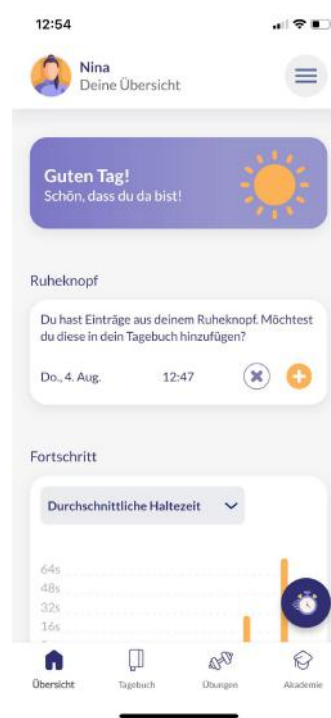 12:54
Nina
Deine Übersicht
Guten Tag!
Schön, dass du da bist!
Ruheknopf
Du hast Einträge aus deinem Ruheknopf. Möchtest
du diese in dein Tagebuch hinzufügen?
Do., 4. Aug. 12:47
Fortschritt
Durchschnittliche Haltezeit
64s
48s
32s
16s
Übersicht Tagebuch Übungen Akademie